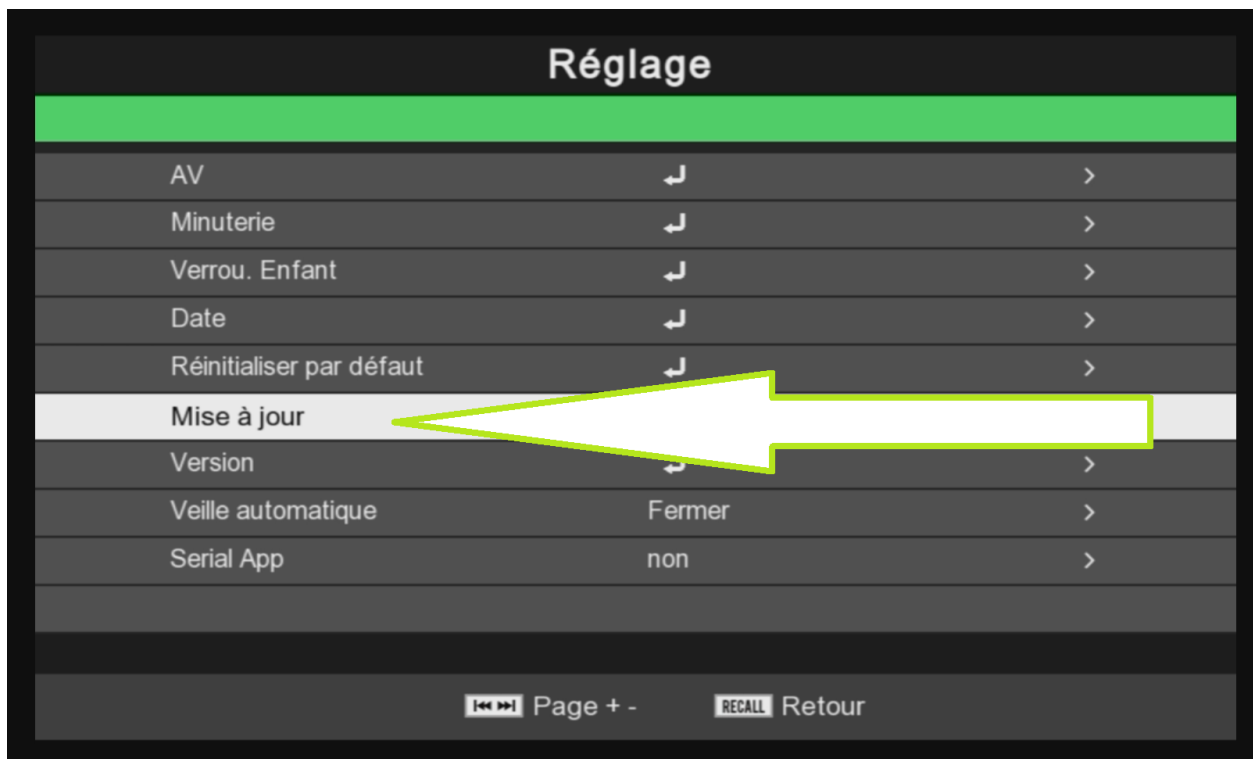 Réglage
AV
Minuterie
Verrou. Enfant
Date
Réinitialiser par défaut
Mise à jour
Version
Veille automatique Fermer
Serial App non
Page + - RECALL Retour